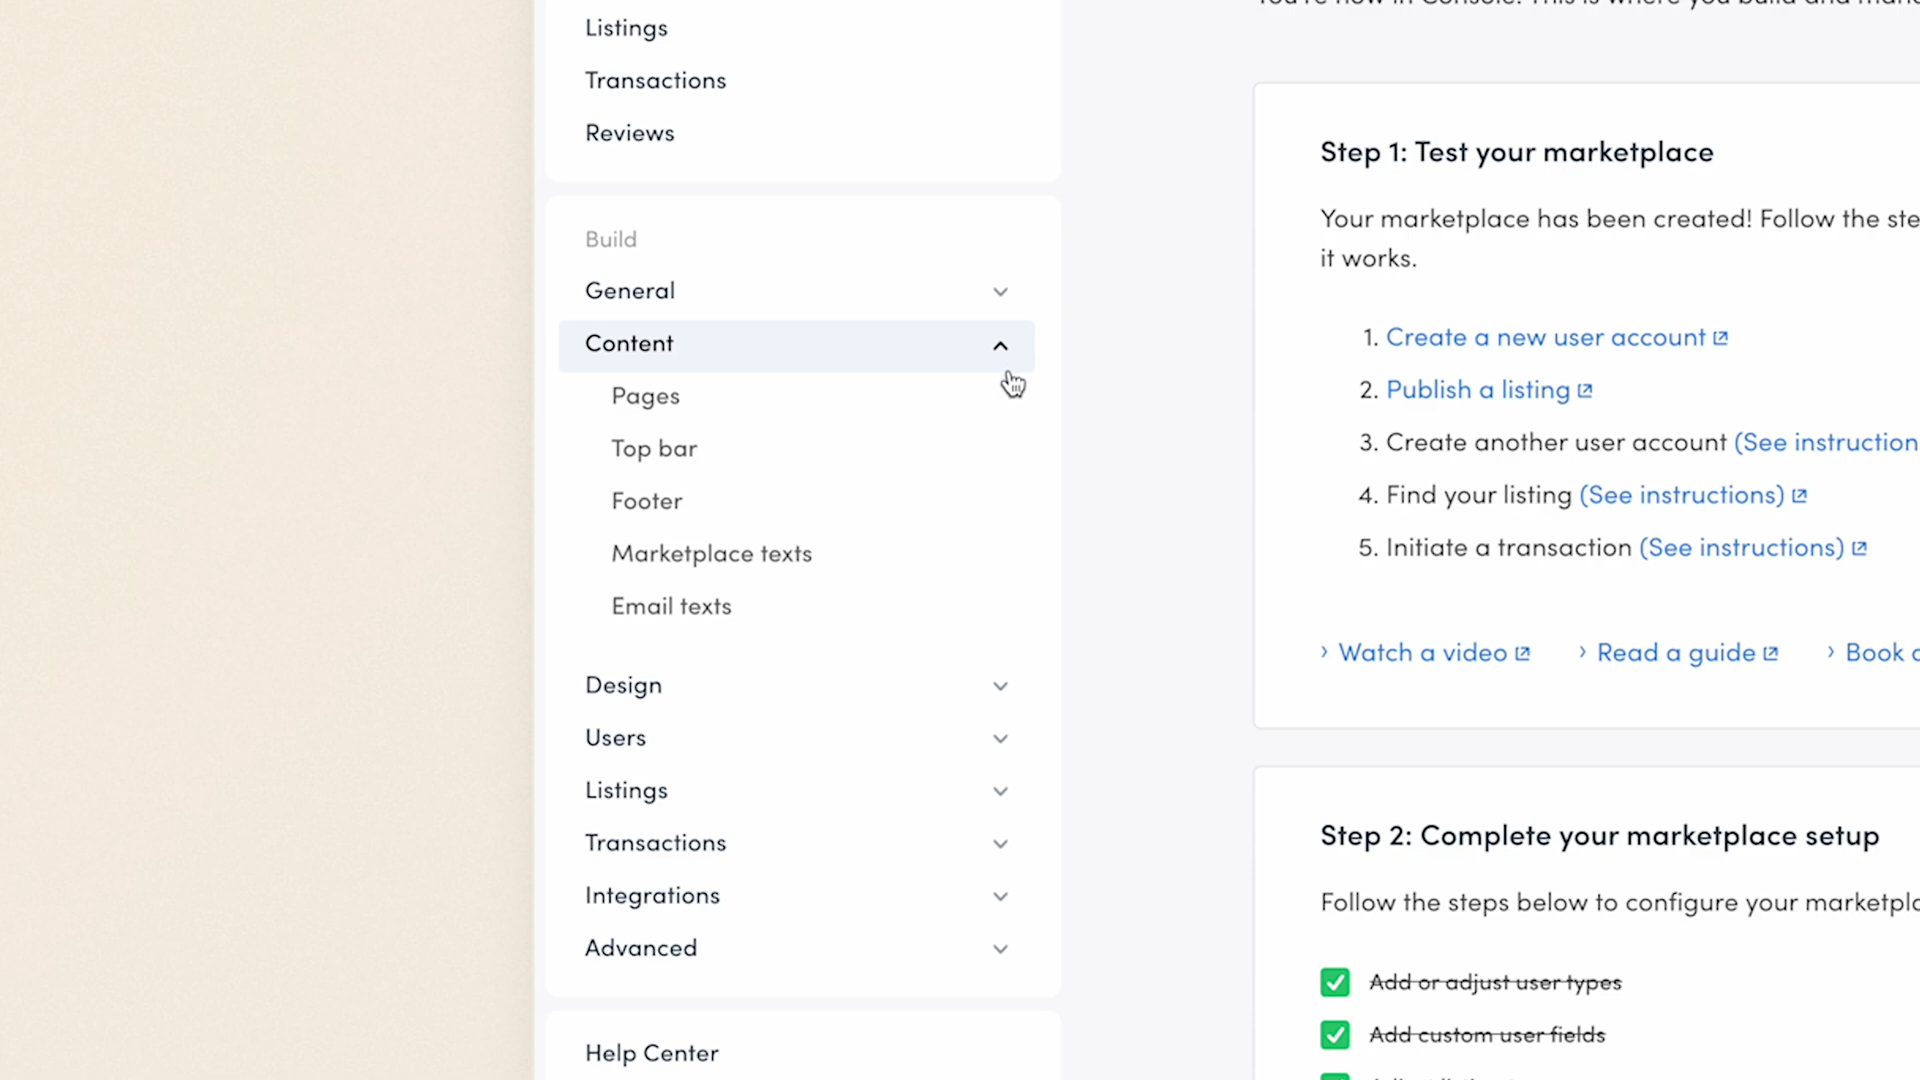 Listings
Transactions
Reviews
Build
General
Content
Pages
Top bar
Footer
Marketplace texts
Email texts
Design
Users
Listings
Transactions
Integrations
Advanced
Help Center
You're now in Console. This is where you build and
Step 1: Test your marketplace
Your marketplace has been created! Follow the
it works.
1. Create a new user account
2. Publish a listing
3. Create another user account (See instruction
4. Find your listing (See instructions)
5. Initiate a transaction (See instructions)
› Watch a video › Read a guide › Book
Step 2: Complete your marketplace setup
Follow the steps below to configure your
Add or adjust user types
Add custom user fields